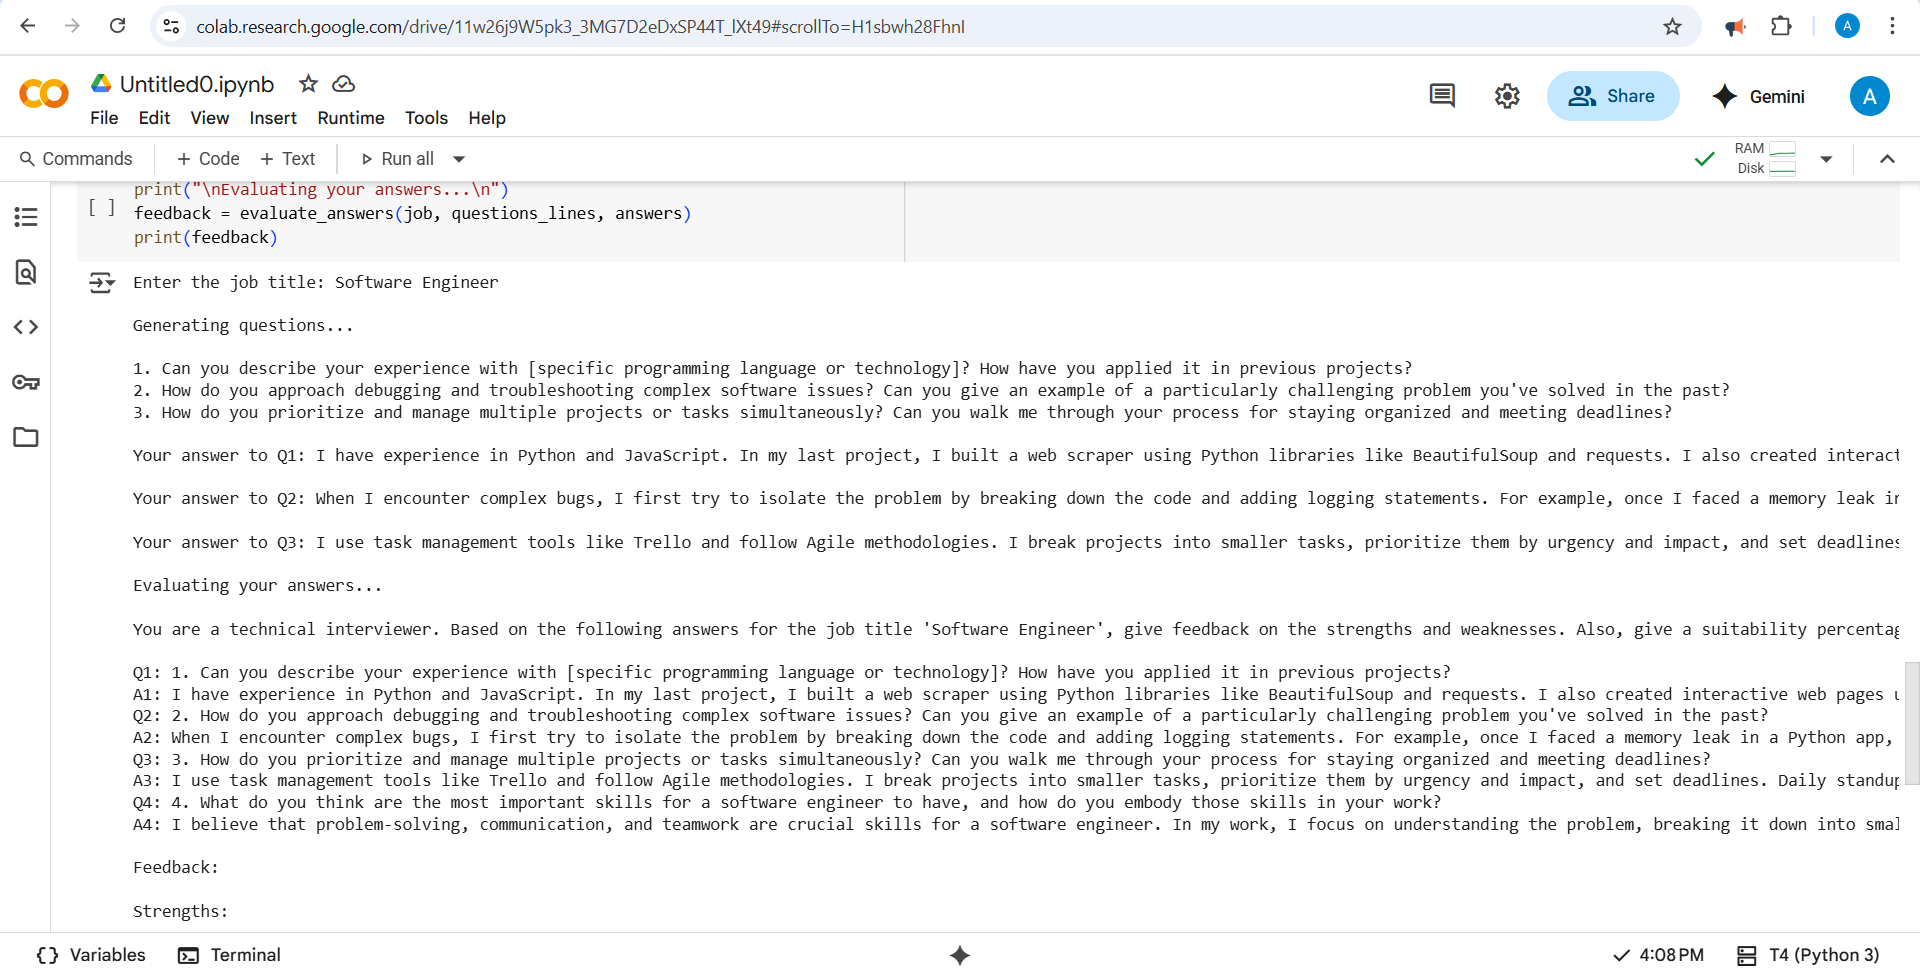 colab.research.google.com/drive/11w26j9W5pk3_3MG7D2eDxSP44T_lXt49#scrollTo=H1sbwh28FhnI
A
CO Untitled0.ipynb
File Edit View Insert Runtime Tools Help
Share
Gemini
A
Commands + Code + Text Run all
RAM
Disk
print("\nEvaluating your answers...\n")
[ ] feedback = evaluate_answers(job, questions_lines, answers)
print(feedback)
Enter the job title: Software Engineer
Generating questions...
1. Can you describe your experience with [specific programming language or technology]? How have you applied it in previous projects?
2. How do you approach debugging and troubleshooting complex software issues? Can you give an example of a particularly challenging problem you've solved in the past?
3. How do you prioritize and manage multiple projects or tasks simultaneously? Can you walk me through your process for staying organized and meeting deadlines?
Your answer to Q1: I have experience in Python and JavaScript. In my last project, I built a web scraper using Python libraries like BeautifulSoup and requests. I also created interact
Your answer to Q2: When I encounter complex bugs, I first try to isolate the problem by breaking down the code and adding logging statements. For example, once I faced a memory leak in
Your answer to Q3: I use task management tools like Trello and follow Agile methodologies. I break projects into smaller tasks, prioritize them by urgency and impact, and set deadlines
Evaluating your answers...
You are a technical interviewer. Based on the following answers for the job title 'Software Engineer', give feedback on the strengths and weaknesses. Also, give a suitability percentag
Q1: 1. Can you describe your experience with [specific programming language or technology]? How have you applied it in previous projects?
A1: I have experience in Python and JavaScript. In my last project, I built a web scraper using Python libraries like BeautifulSoup and requests. I also created interactive web pages u
Q2: 2. How do you approach debugging and troubleshooting complex software issues? Can you give an example of a particularly challenging problem you've solved in the past?
A2: When I encounter complex bugs, I first try to isolate the problem by breaking down the code and adding logging statements. For example, once I faced a memory leak in a Python app,
Q3: 3. How do you prioritize and manage multiple projects or tasks simultaneously? Can you walk me through your process for staying organized and meeting deadlines?
A3: I use task management tools like Trello and follow Agile methodologies. I break projects into smaller tasks, prioritize them by urgency and impact, and set deadlines. Daily standup
Q4: 4. What do you think are the most important skills for a software engineer to have, and how do you embody those skills in your work?
A4: I believe that problem-solving, communication, and teamwork are crucial skills for a software engineer. In my work, I focus on understanding the problem, breaking it down into smal
Feedback:
Strengths:
Variables Terminal 4:08 PM T4 (Python 3)